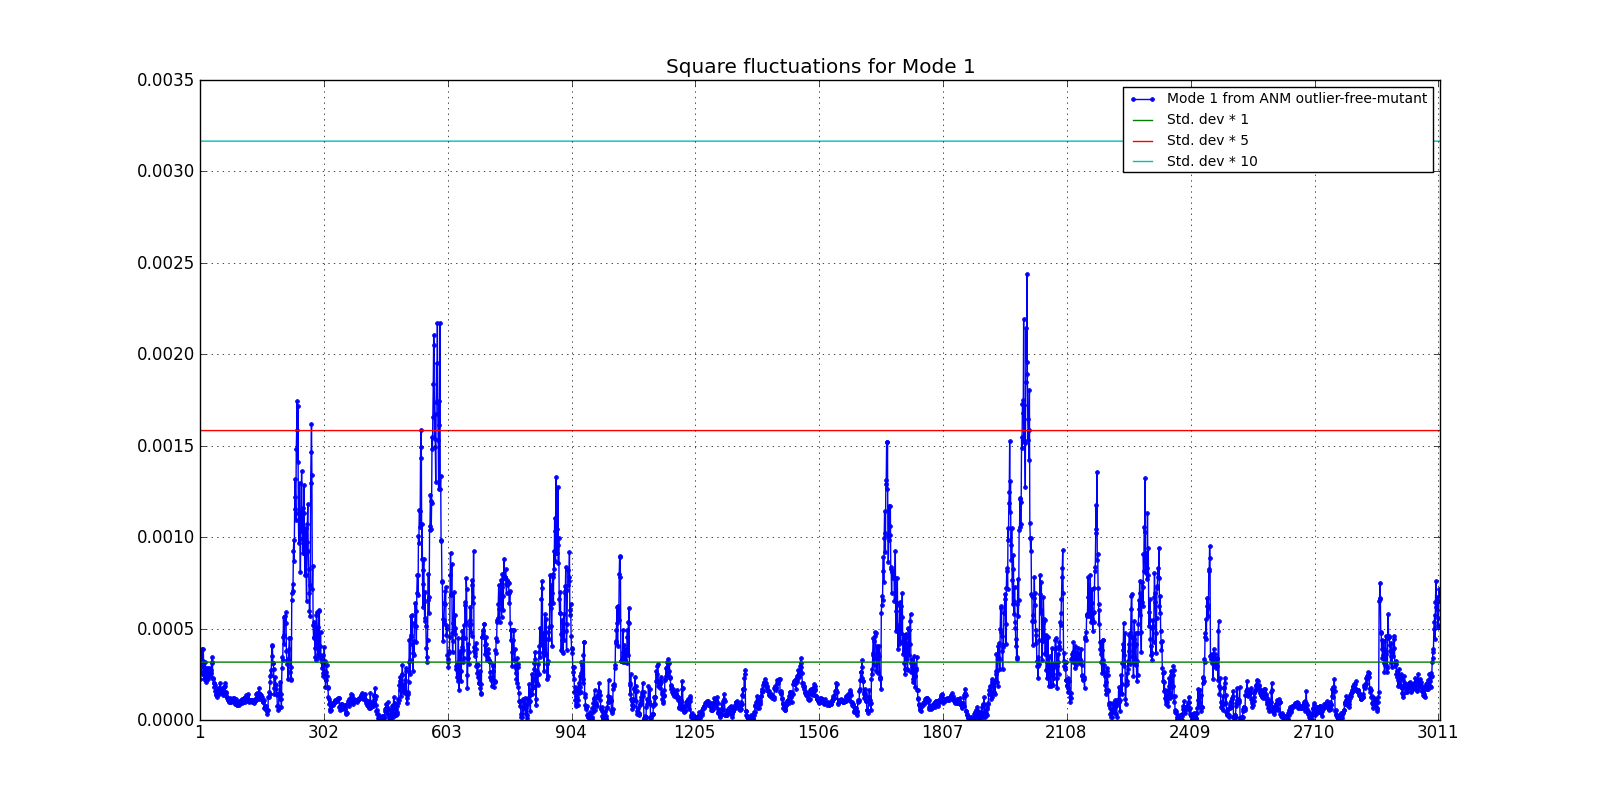 Square fluctuations for Mode 1
0.0035
0.0030
0.0025
0.0020
0.0015
0.0010
0.0005
0.0000
Mode 1 from ANM outlier-free-mutant
Std. dev * 1
Std. dev * 5
Std. dev * 10
1 302 603 904 1205 1506 1807 2108 2409 2710 3011